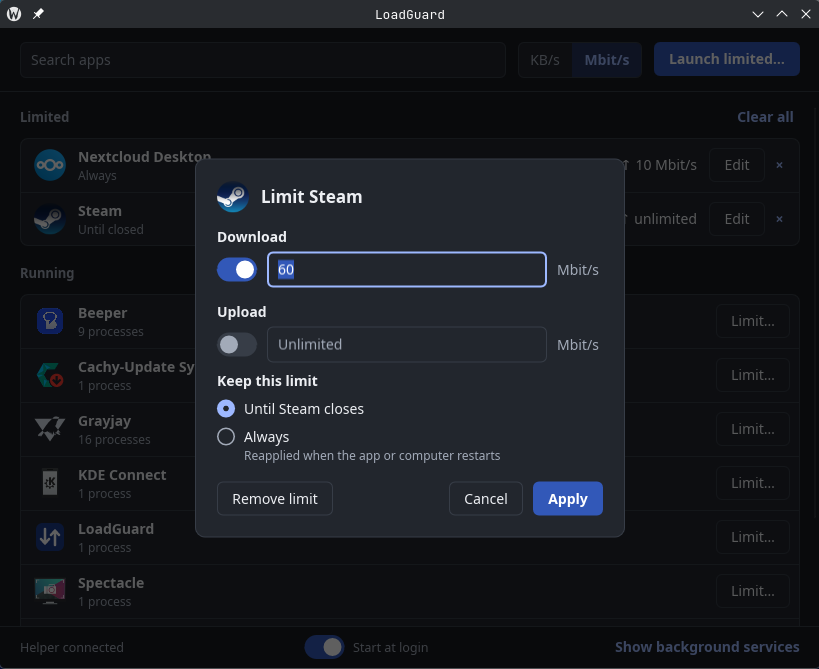 LoadGuard
Search apps
KB/s
Mbit/s
Launch limited...
Limited
Clear all
Nextcloud Desktop
Always
↑ 10 Mbit/s
Edit
×
Steam
Until closed
↑ unlimited
Edit
×
Running
Beeper
9 processes
Limit...
Cachy-Update Sy
1 process
Limit...
Grayjay
16 processes
Limit...
KDE Connect
1 process
Limit...
LoadGuard
1 process
Limit...
Spectacle
1 process
Limit...
Limit Steam
Download
60
Mbit/s
Upload
Unlimited
Mbit/s
Keep this limit
Until Steam closes
Always
Reapplied when the app or computer restarts
Remove limit
Cancel
Apply
Helper connected
Start at login
Show background services